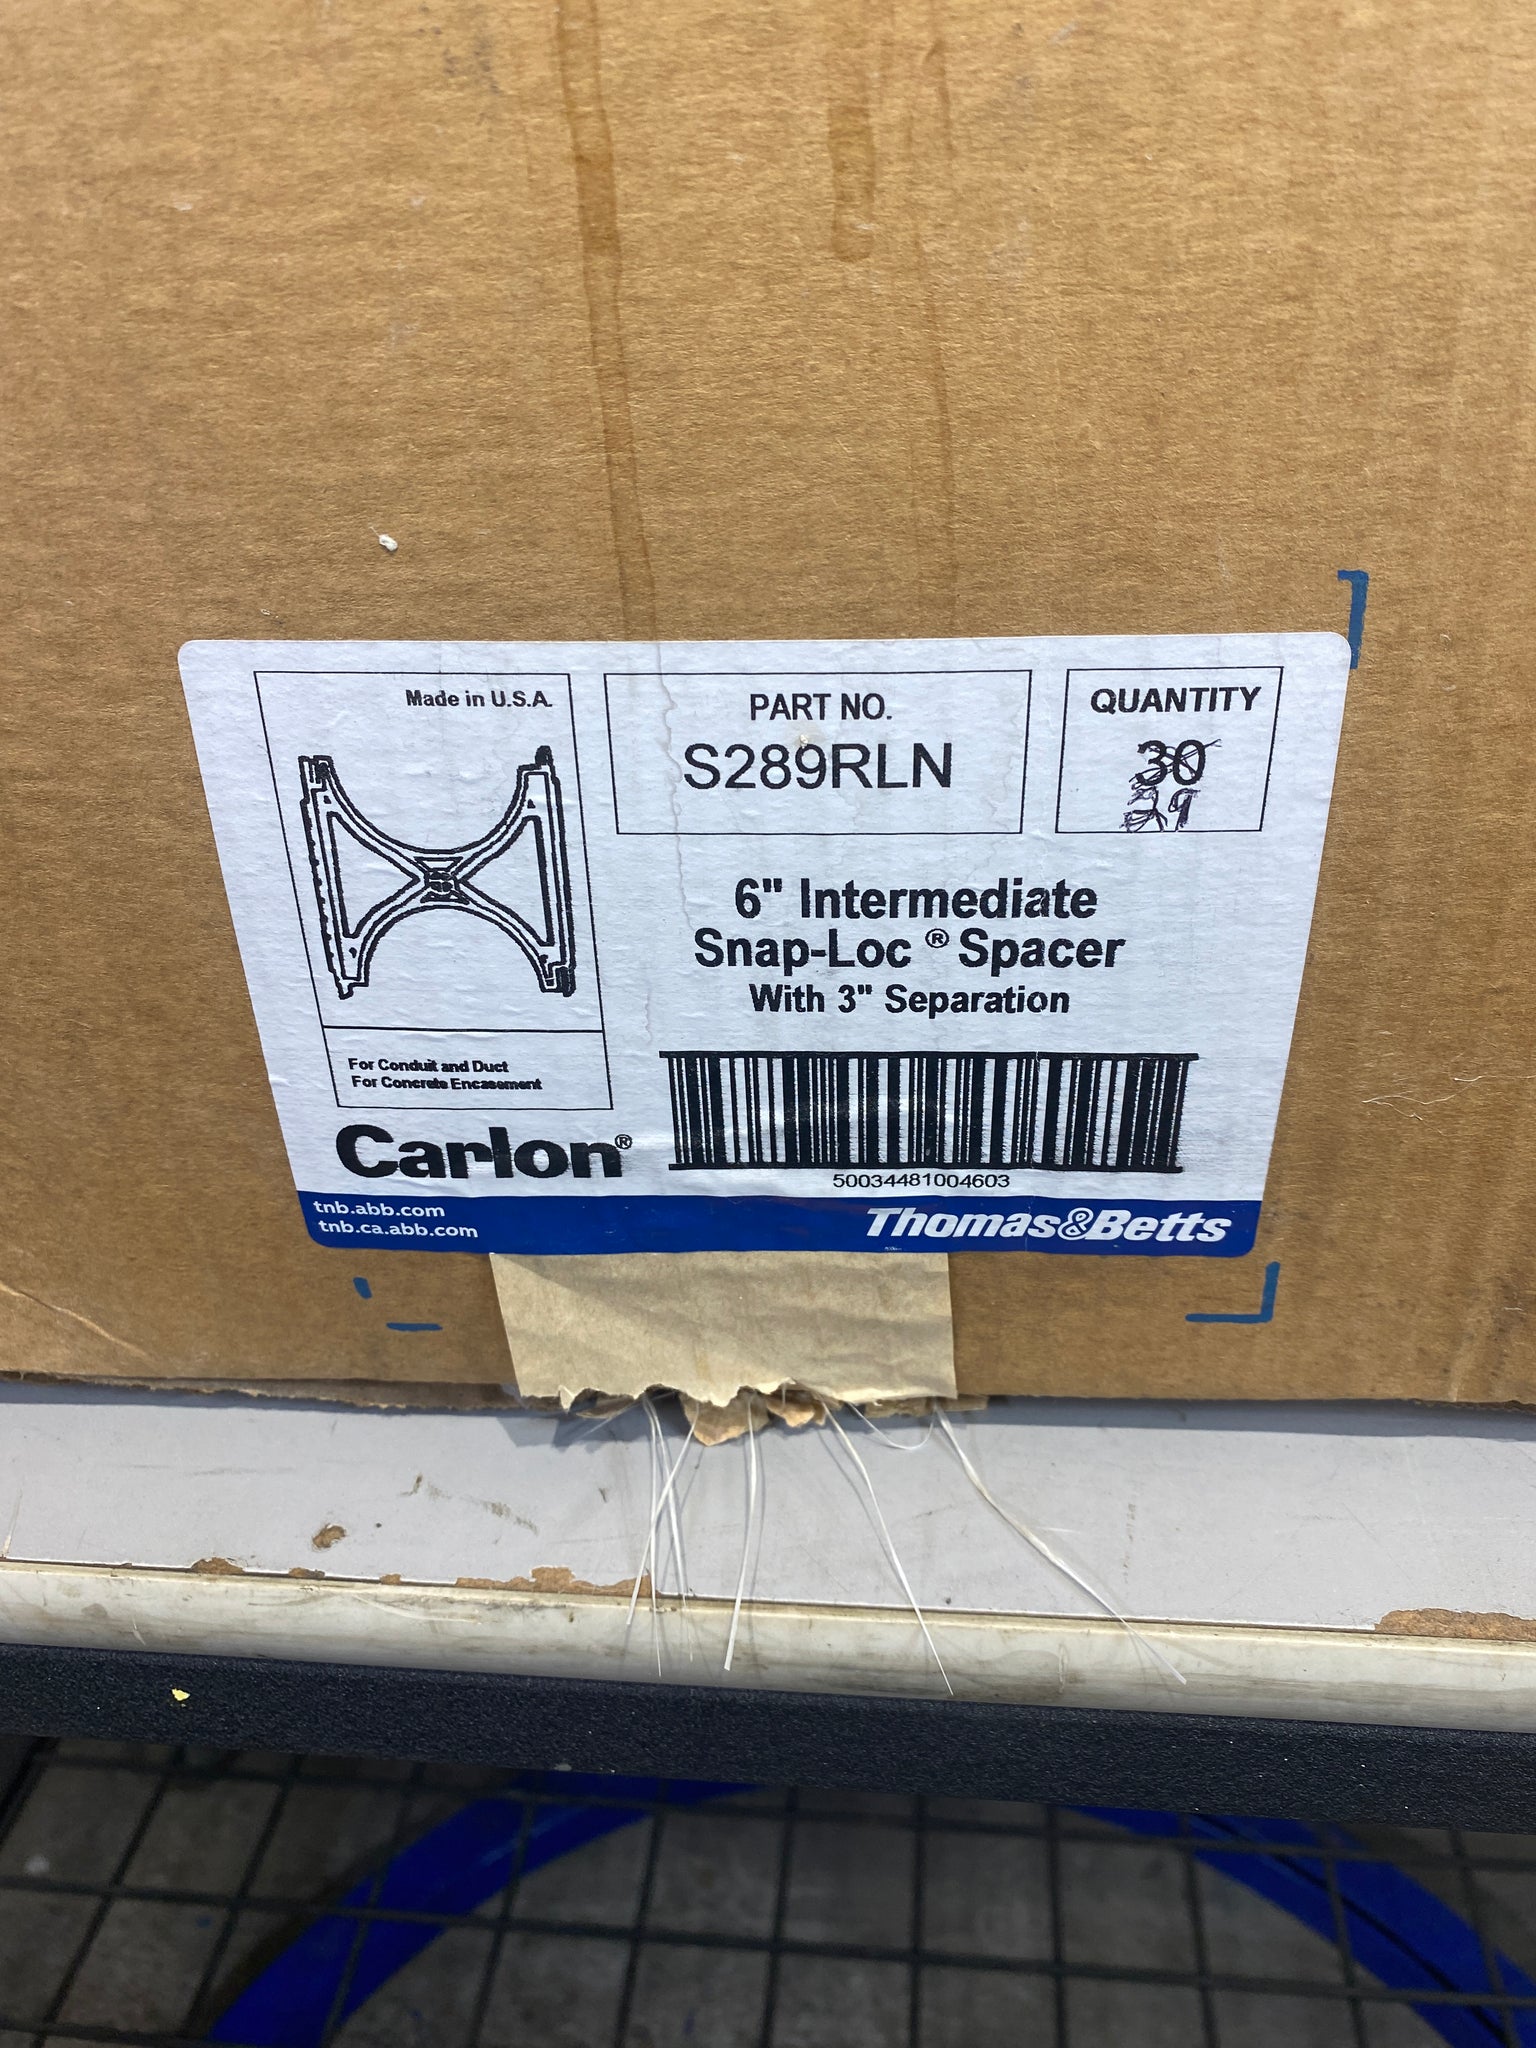 Made in U.S.A.
PART NO.
S289RLN
QUANTITY
30
29
6" Intermediate
Snap-Loc® Spacer
With 3" Separation
For Conduit and Duct
For Concrete Encasement
Carlon®
50034481004603
tnb.abb.com
tnb.ca.abb.com
Thomas&Betts